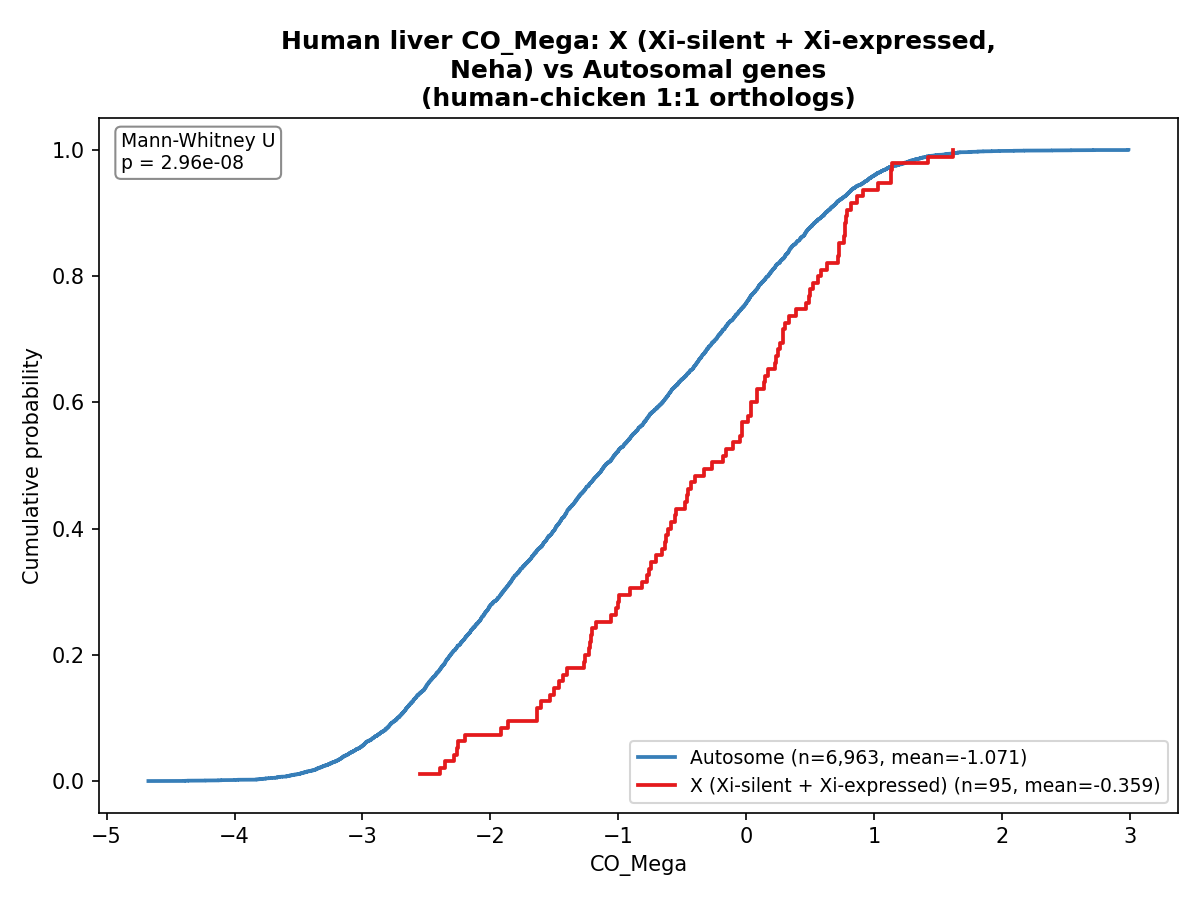 Human liver CO_Mega: X (Xi-silent + Xi-expressed,
Neha) vs Autosomal genes
(human-chicken 1:1 orthologs)
Mann-Whitney U
p = 2.96e-08
1.0
0.8
0.6
0.4
0.2
0.0
Cumulative probability
Autosome (n=6,963, mean=-1.071)
X (Xi-silent + Xi-expressed) (n=95, mean=-0.359)
−5 −4 −3 −2 −1 0 1 2 3
CO_Mega